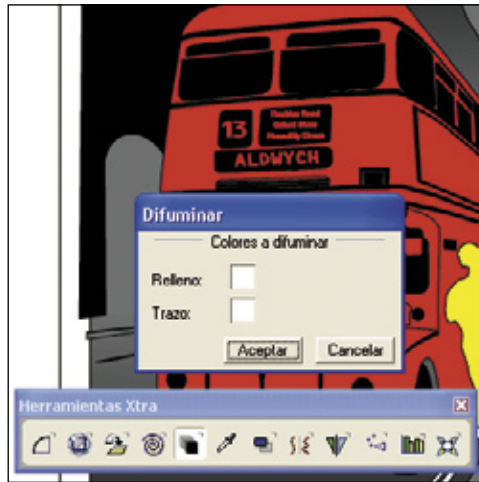 13
ALDWYCH
Difuminar
Colores a difuminar
Relleno:
Trazo:
Aceptar Cancelar
Herramientas Xtra